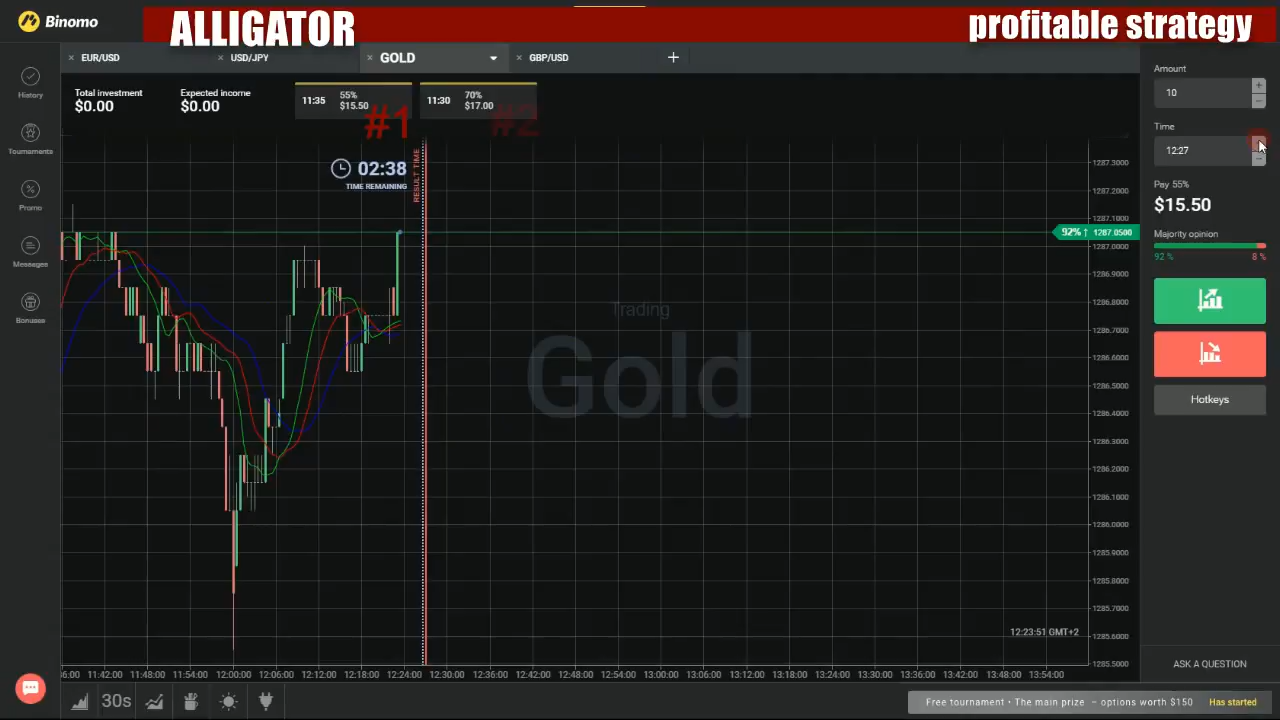 Binomo
ALLIGATOR
profitable strategy
EUR/USD
USD/JPY
GOLD
GBP/USD
Total investment
$0.00
Expected income
$0.00
11:35
55%
$15.50
11:30
70%
$17.00
#1
#2
History
Tournaments
Promo
Messages
Bonuses
02:38
TIME REMAINING
RESULT TIME
Trading
Gold
92% ↑ 1287.0500
1287.3000
1287.2000
1287.1000
1287.0000
1286.9000
1286.8000
1286.7000
1286.6000
1286.5000
1286.4000
1286.3000
1286.2000
1286.1000
1286.0000
1285.9000
1285.8000
1285.7000
1285.6000
1285.5000
12:23:51 GMT+2
11:42:00 11:48:00 11:54:00 12:00:00 12:06:00 12:12:00 12:18:00 12:24:00 12:30:00 12:36:00 12:42:00 12:48:00 12:54:00 13:00:00 13:06:00 13:12:00 13:18:00 13:24:00 13:30:00 13:36:00 13:42:00 13:48:00 13:54:00
Amount
10
Time
12:27
Pay 55%
$15.50
Majority opinion
92 %
8 %
Hotkeys
ASK A QUESTION
30s
Free tournament • The main prize – options worth $150 Has started